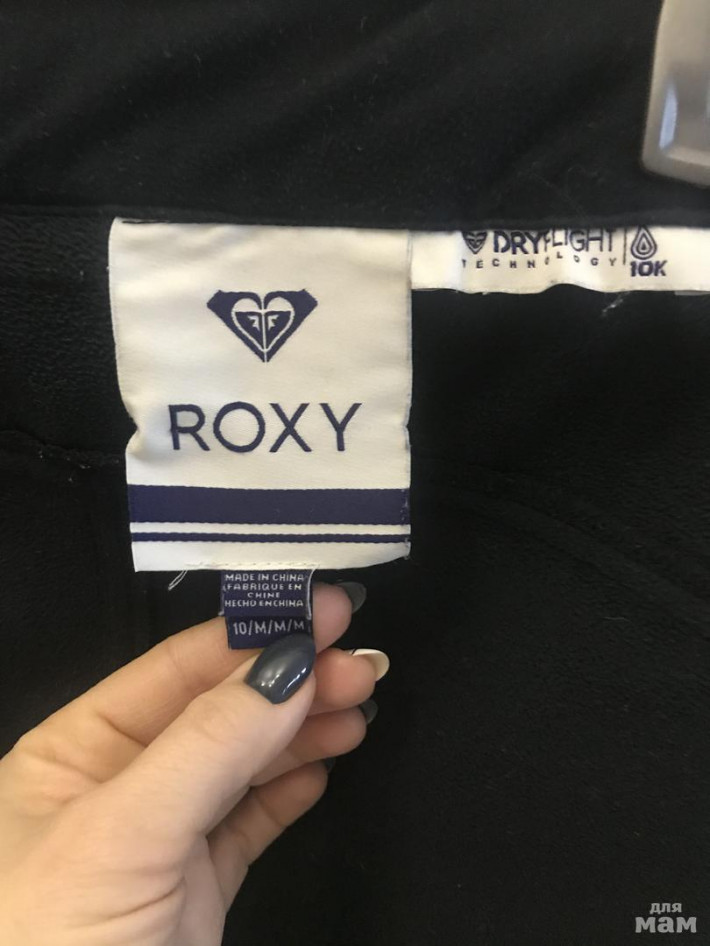 DRYFLIGHT
TECHNOLOGY
10K
ROXY
MADE IN CHINA
FABRIQUE EN
CHINE
HECHO EN CHINA
10/M/M/M
для
мам